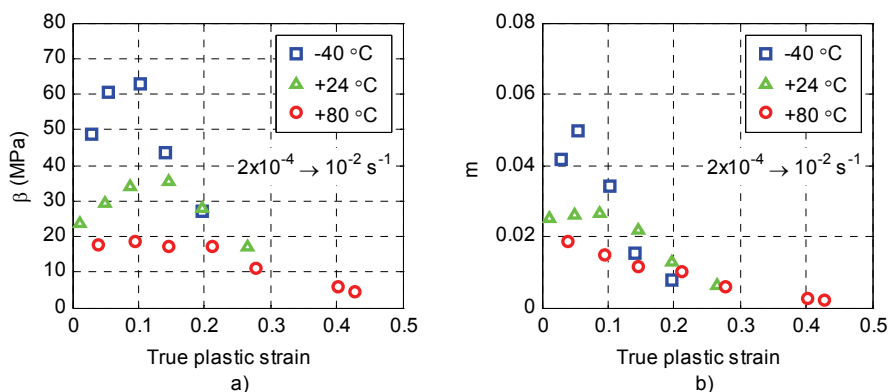 80
70
60
50
40
30
20
10
0
β (MPa)
-40 °C
+24 °C
+80 °C
2x10⁻⁴ → 10⁻² s⁻¹
0 0.1 0.2 0.3 0.4 0.5
True plastic strain
a)
0.08
0.06
0.04
0.02
0
m
-40 °C
+24 °C
+80 °C
2x10⁻⁴ → 10⁻² s⁻¹
0 0.1 0.2 0.3 0.4 0.5
True plastic strain
b)